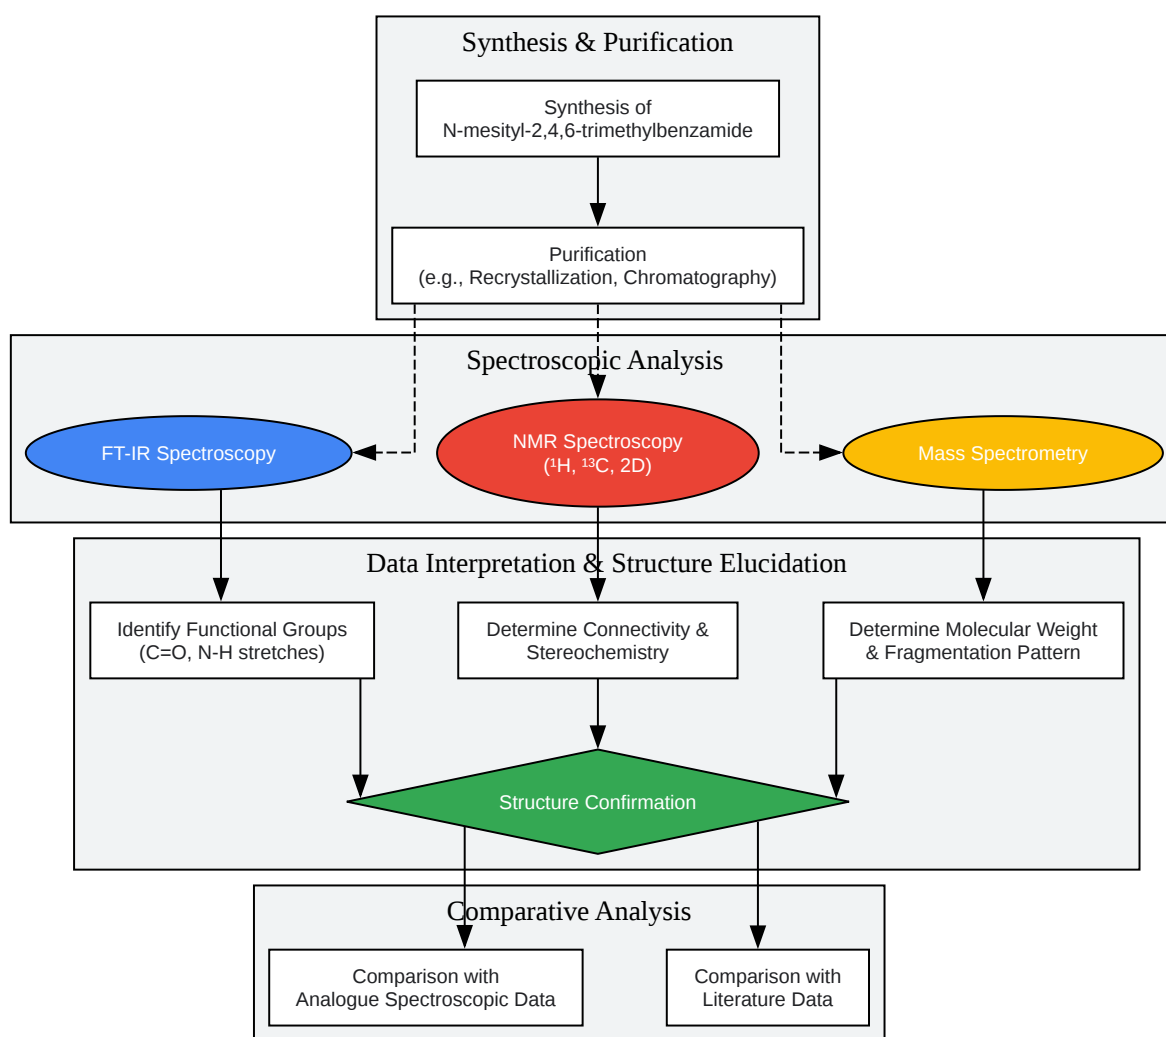 Synthesis & Purification
Synthesis of
N-mesityl-2,4,6-trimethylbenzamide
Purification
(e.g., Recrystallization, Chromatography)
Spectroscopic Analysis
FT-IR Spectroscopy
NMR Spectroscopy
(¹H, ¹³C, 2D)
Mass Spectrometry
Data Interpretation & Structure Elucidation
Identify Functional Groups
(C=O, N-H stretches)
Determine Connectivity &
Stereochemistry
Determine Molecular Weight
& Fragmentation Pattern
Structure Confirmation
Comparative Analysis
Comparison with
Analogue Spectroscopic Data
Comparison with
Literature Data